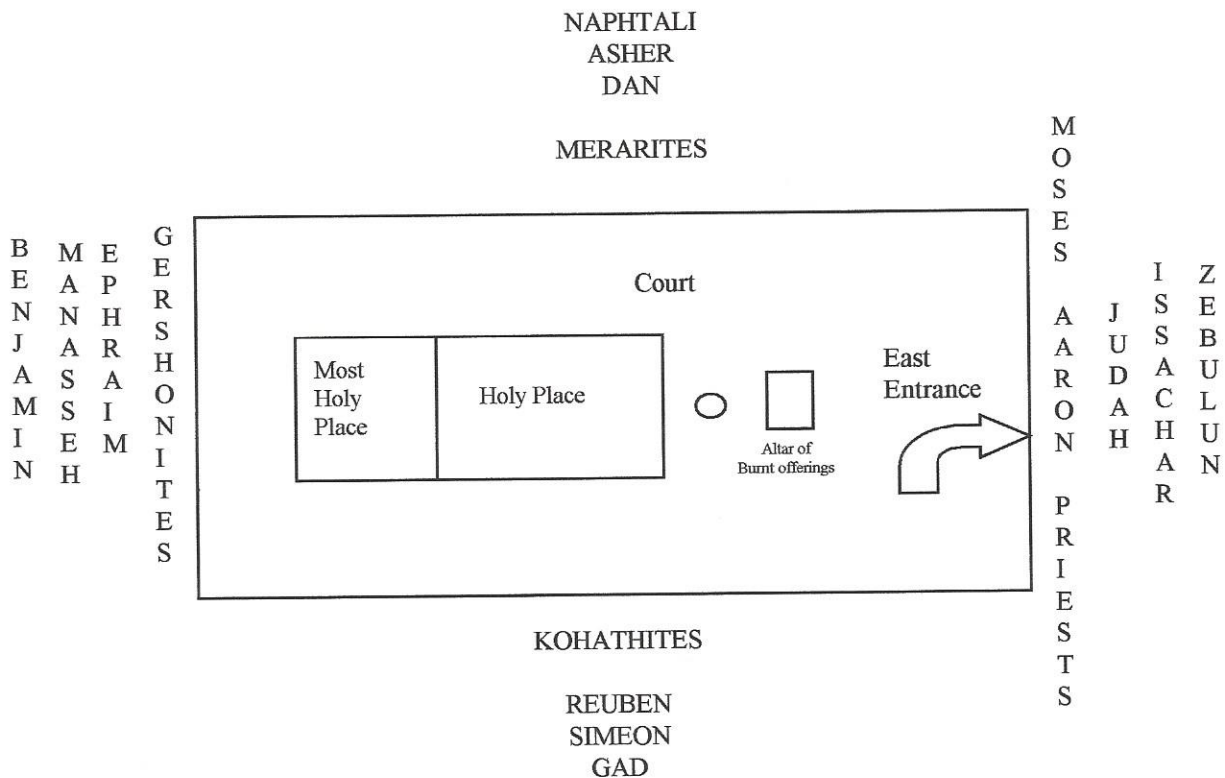 NAPHTALI
ASHER
DAN
MERARITES
BENJAMIN
MANASSEH
EPHRAIM
GERSHONITES
Court
Most
Holy
Place
Holy Place
Altar of
Burnt offerings
East
Entrance
MOSES AARON PRIESTS
JUDAH
ISSACHAR
ZEBULUN
KOHATHITES
REUBEN
SIMEON
GAD